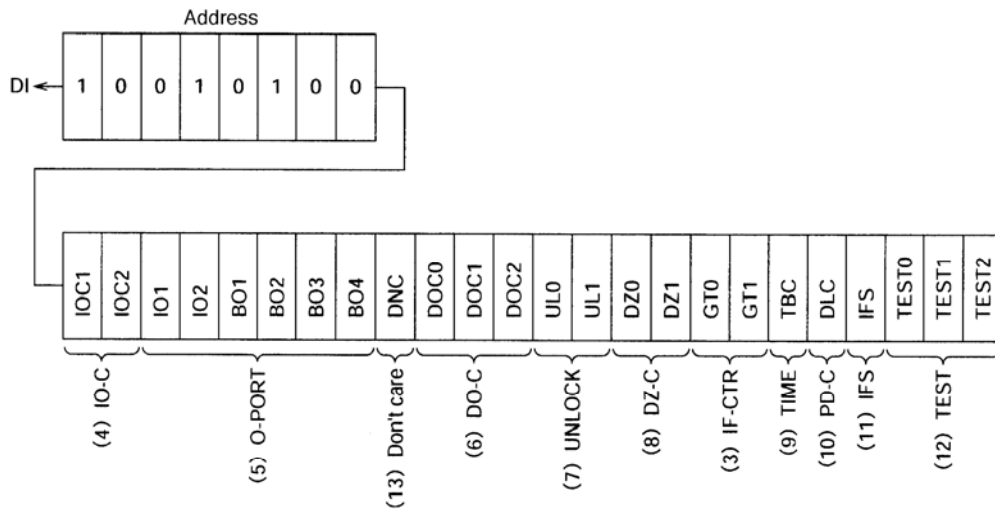 Address
DI 1 0 0 1 0 1 0 0
IOC1 IOC2 IO1 IO2 BO1 BO2 BO3 BO4 DNC DOC0 DOC1 DOC2 UL0 UL1 DZ0 DZ1 GT0 GT1 TBC DLC IFS TEST0 TEST1 TEST2
(4) IO-C
(5) O-PORT
(13) Don't care
(6) DO-C
(7) UNLOCK
(8) DZ-C
(3) IF-CTR
(9) TIME
(10) PD-C
(11) IFS
(12) TEST